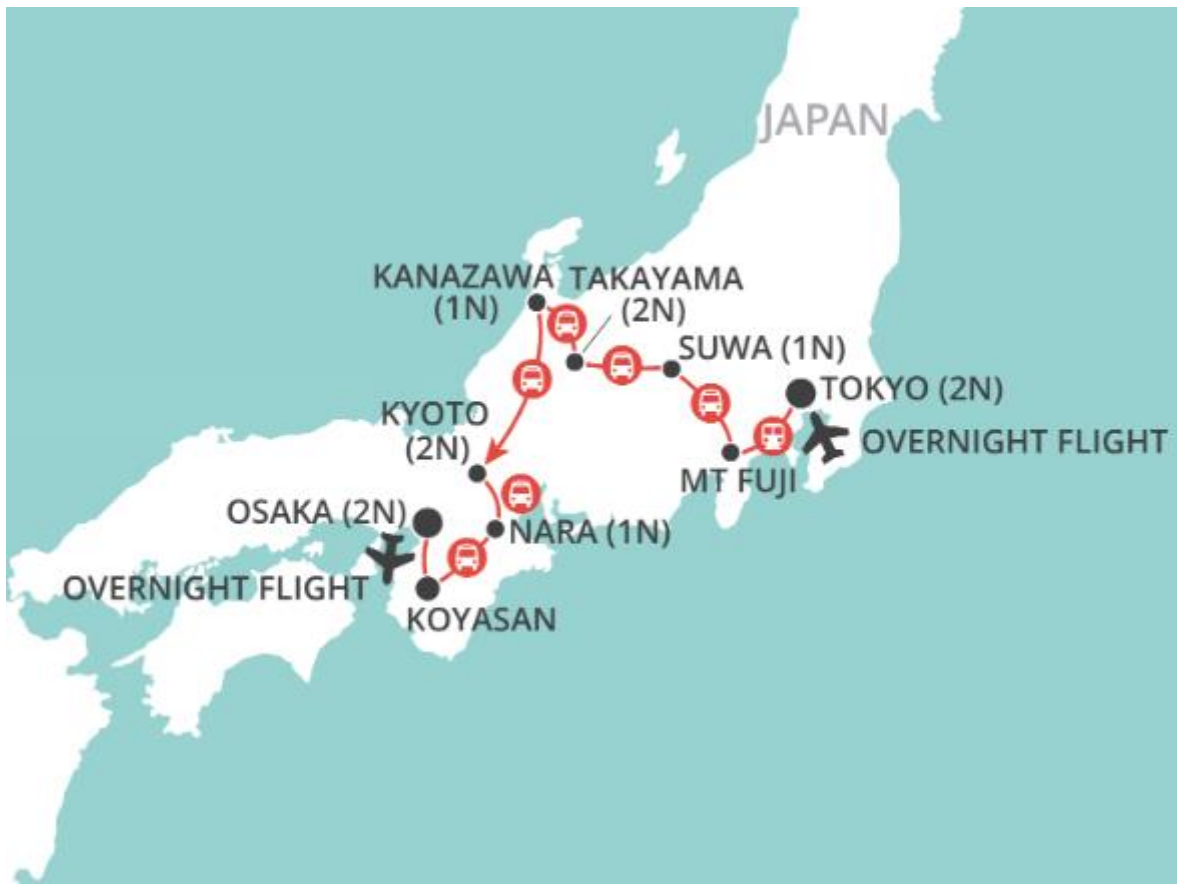 JAPAN
KANAZAWA
(1N)
TAKAYAMA
(2N)
SUWA (1N)
TOKYO (2N)
OVERNIGHT FLIGHT
MT FUJI
KYOTO
(2N)
OSAKA (2N)
NARA (1N)
OVERNIGHT FLIGHT
KOYASAN